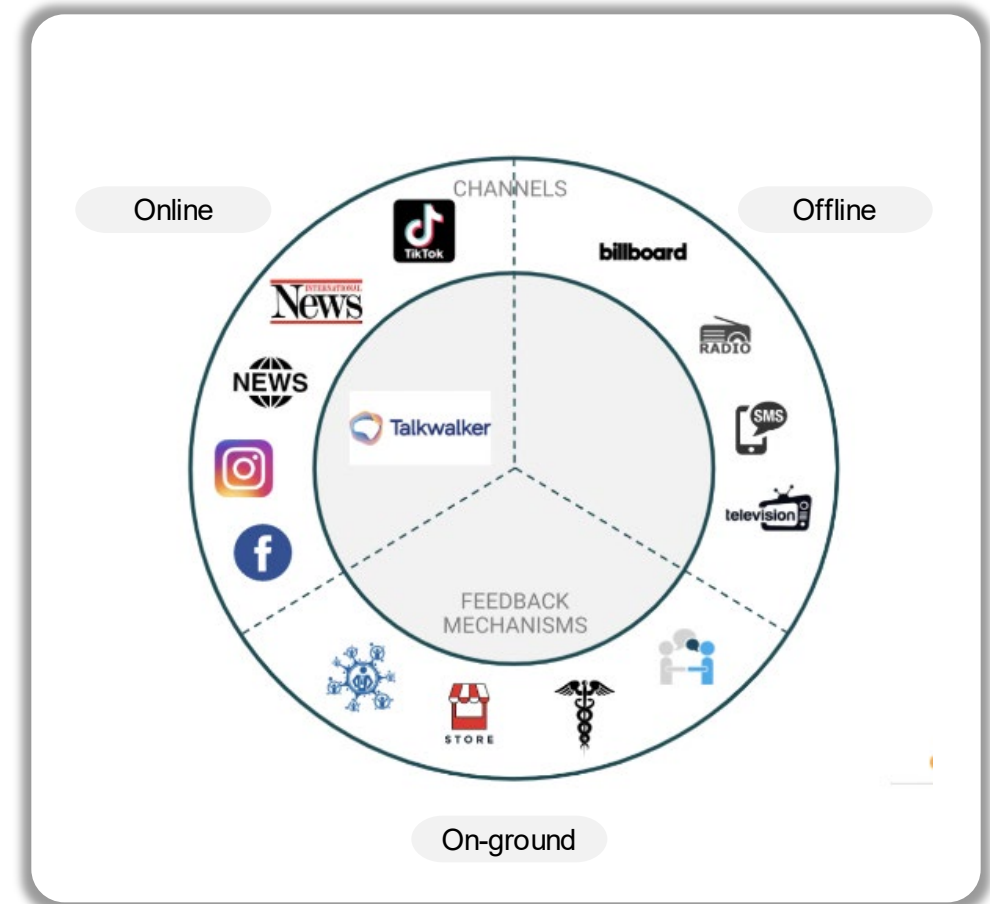 CHANNELS
Online
Offline
TikTok
billboard
INTERNATIONAL
News
RADIO
NEWS
SMS
Talkwalker
television
f
FEEDBACK
MECHANISMS
STORE
On-ground